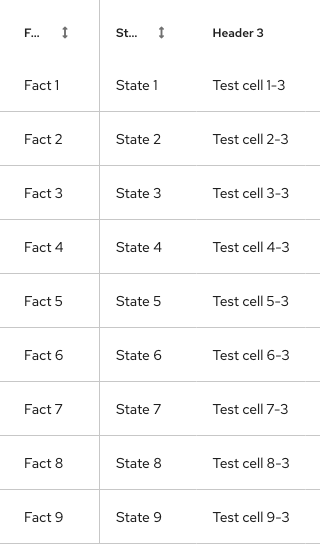 F... St... Header 3
Fact 1 State 1 Test cell 1-3
Fact 2 State 2 Test cell 2-3
Fact 3 State 3 Test cell 3-3
Fact 4 State 4 Test cell 4-3
Fact 5 State 5 Test cell 5-3
Fact 6 State 6 Test cell 6-3
Fact 7 State 7 Test cell 7-3
Fact 8 State 8 Test cell 8-3
Fact 9 State 9 Test cell 9-3